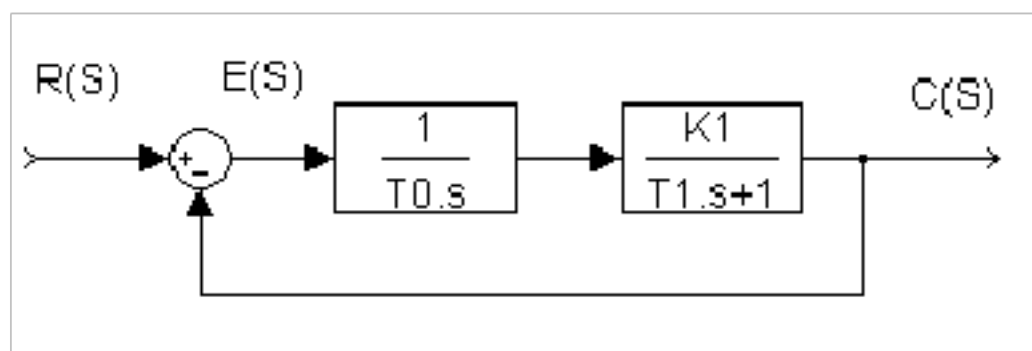 R(S)
E(S)
C(S)
+
-
1
T0.s
K1
T1.s+1